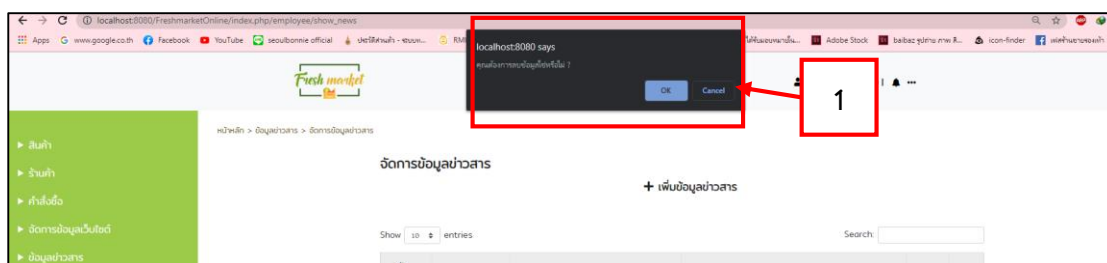 localhost:8080/FreshmarketOnline/index.php/employee/show_news
Apps www.google.co.th Facebook YouTube seoulbonnie official Adobe Stock icon-finder
localhost:8080 says
คุณต้องการลบข้อมูลใช่หรือไม่ ?
OK Cancel
1
Fresh market
หน้าหลัก > ข้อมูลข่าวสาร > จัดการข้อมูลข่าวสาร
สินค้า
ร้านค้า
คำสั่งซื้อ
จัดการข้อมูลเว็บไซต์
ข้อมูลข่าวสาร
จัดการข้อมูลข่าวสาร
+ เพิ่มข้อมูลข่าวสาร
Show 10 entries
Search: